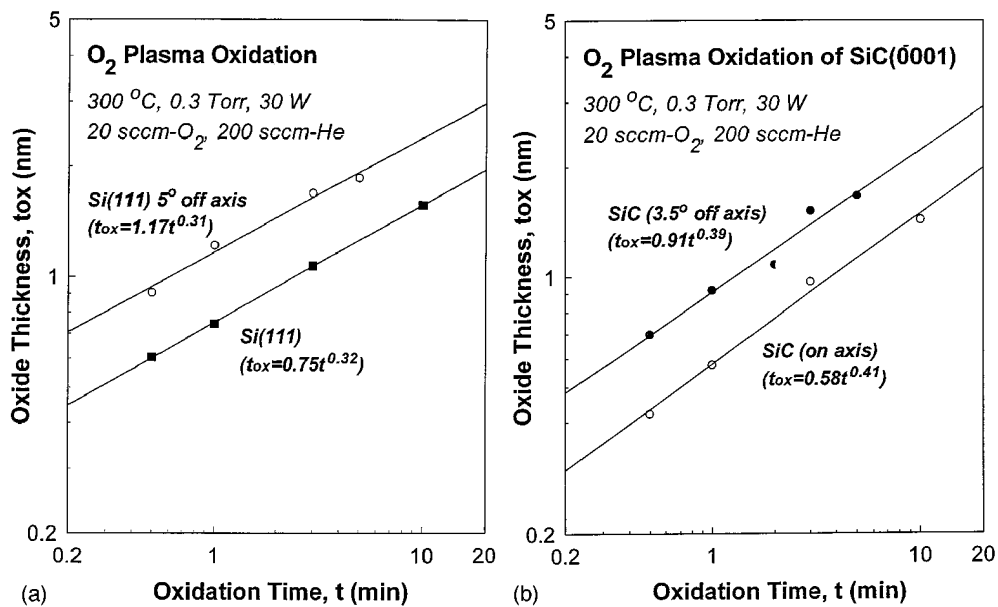 5
O2 Plasma Oxidation
300 °C, 0.3 Torr, 30 W
20 sccm-O2, 200 sccm-He
Si(111) 5° off axis
(tox=1.17t^0.31)
Si(111)
(tox=0.75t^0.32)
Oxide Thickness, tox (nm)
1
0.2
0.2 1 10 20
(a) Oxidation Time, t (min)
5
O2 Plasma Oxidation of SiC(0̄001)
300 °C, 0.3 Torr, 30 W
20 sccm-O2, 200 sccm-He
SiC (3.5° off axis)
(tox=0.91t^0.39)
SiC (on axis)
(tox=0.58t^0.41)
Oxide Thickness, tox (nm)
1
0.2
0.2 1 10 20
(b) Oxidation Time, t (min)